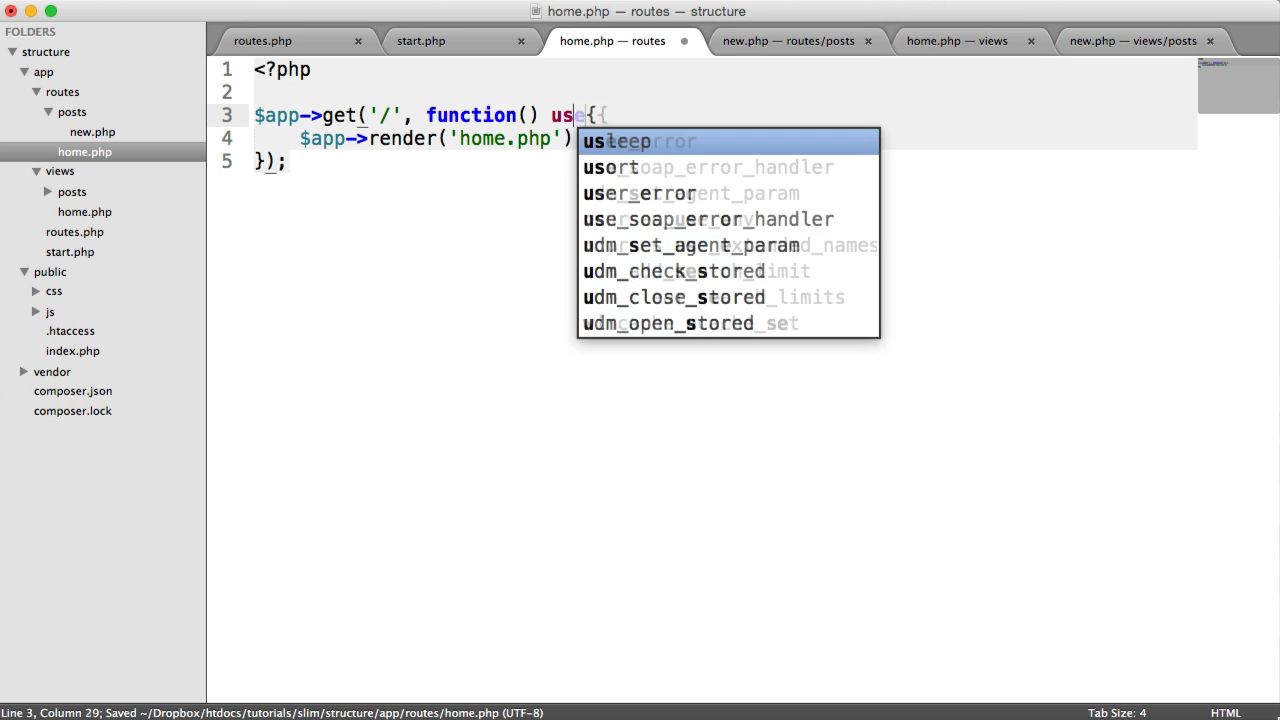 home.php — routes — structure
FOLDERS
structure
app
routes
posts
new.php
home.php
views
posts
home.php
routes.php
start.php
public
css
js
.htaccess
index.php
vendor
composer.json
composer.lock
routes.php
start.php
home.php — routes
new.php — routes/posts
home.php — views
new.php — views/posts
1 <?php
2
3 $app->get('/', function() use{
4 $app->render('home.php')
5 });
usleep
usort
user_error
use_soap_error_handler
udm_set_agent_param
udm_check_stored
udm_close_stored
udm_open_stored
Line 3, Column 29; Saved ~/Dropbox/htdocs/tutorials/slim/structure/app/routes/home.php (UTF-8)
Tab Size: 4
HTML